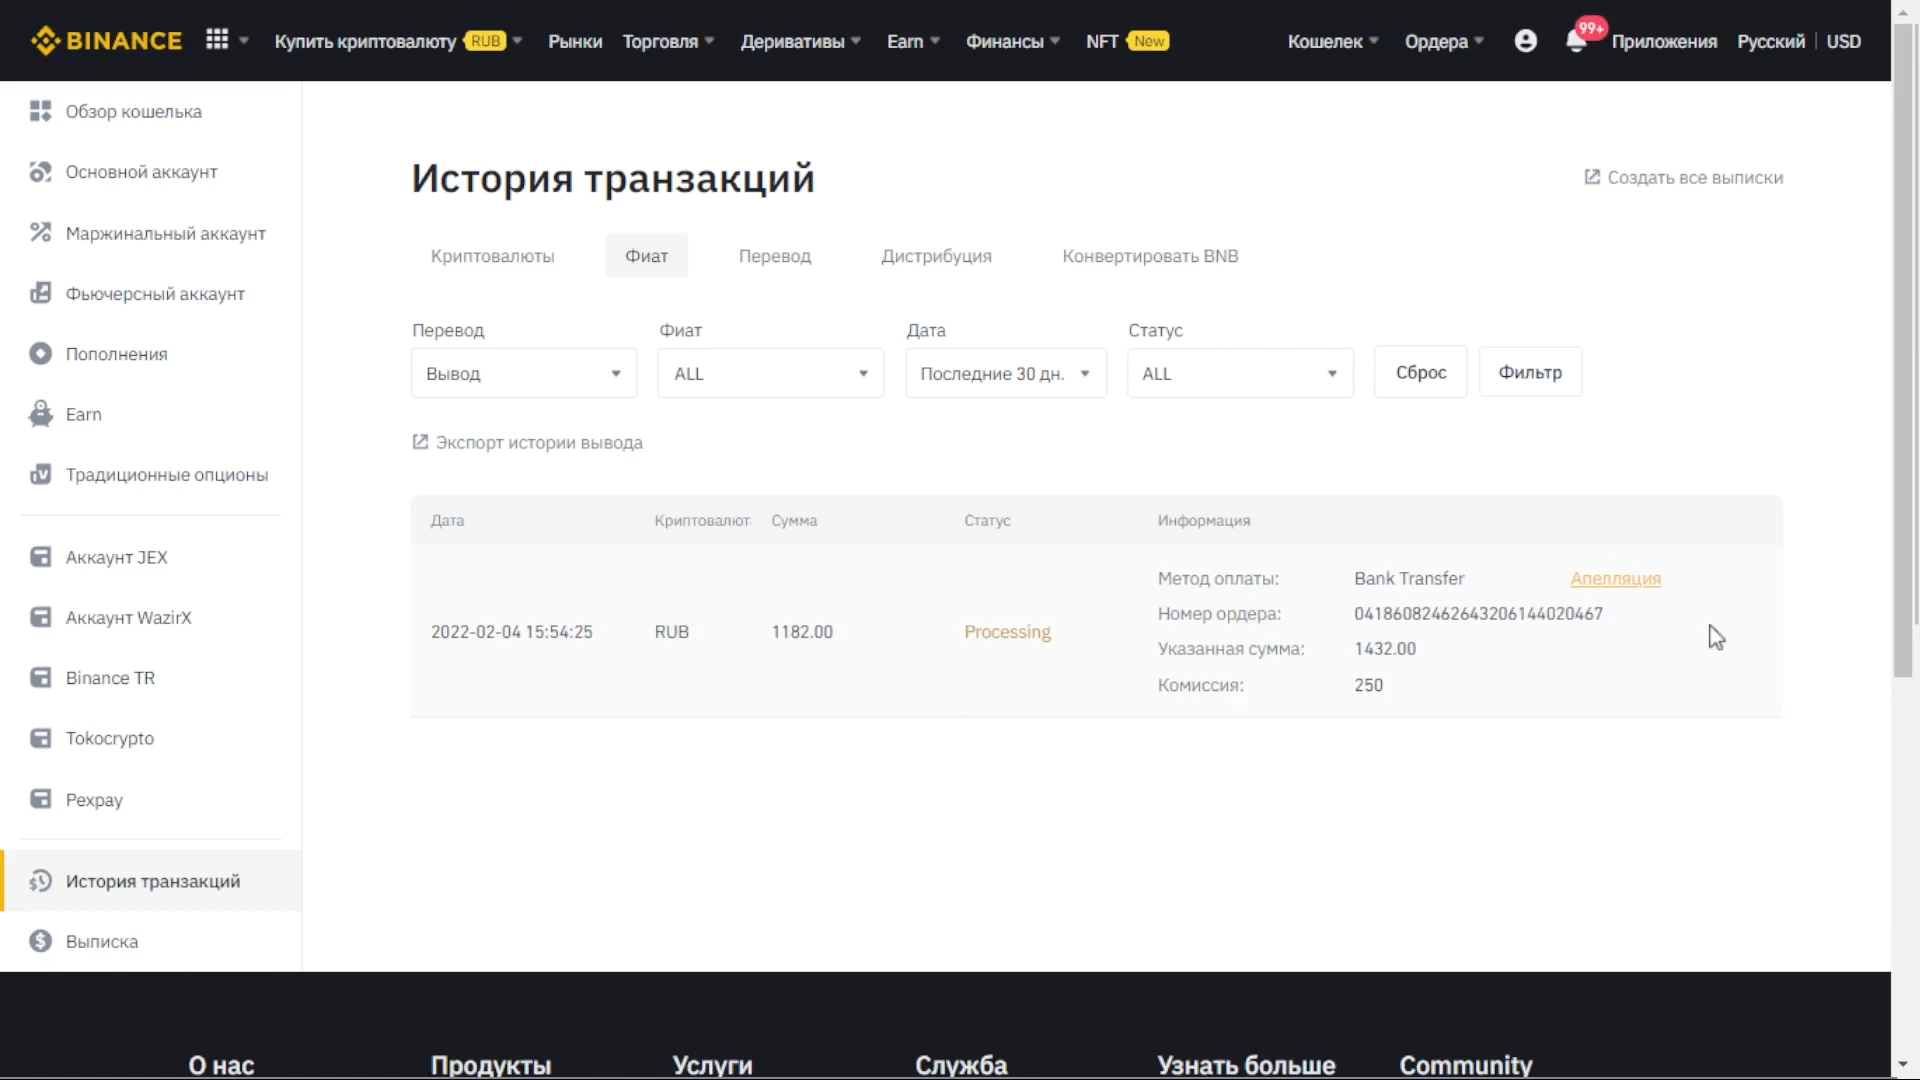 BINANCE Купить криптовалюту RUB Рынки Торговля Деривативы Earn Финансы NFT New Кошелек Ордера 99+ Приложения Русский USD
Обзор кошелька
Основной аккаунт
Маржинальный аккаунт
Фьючерсный аккаунт
Пополнения
Earn
Традиционные опционы
Аккаунт JEX
Аккаунт WazirX
Binance TR
Tokocrypto
Pexpay
История транзакций
Выписка
История транзакций
Создать все выписки
Криптовалюты Фиат Перевод Дистрибуция Конвертировать BNB
Перевод Фиат Дата Статус
Вывод ALL Последние 30 дн. ALL Сброс Фильтр
Экспорт истории вывода
Дата Криптовалют Сумма Статус Информация
2022-02-04 15:54:25 RUB 1182.00 Processing
Метод оплаты: Bank Transfer Апелляция
Номер ордера: 04186082462643206144020467
Указанная сумма: 1432.00
Комиссия: 250
О нас Продукты Услуги Служба Узнать больше Community